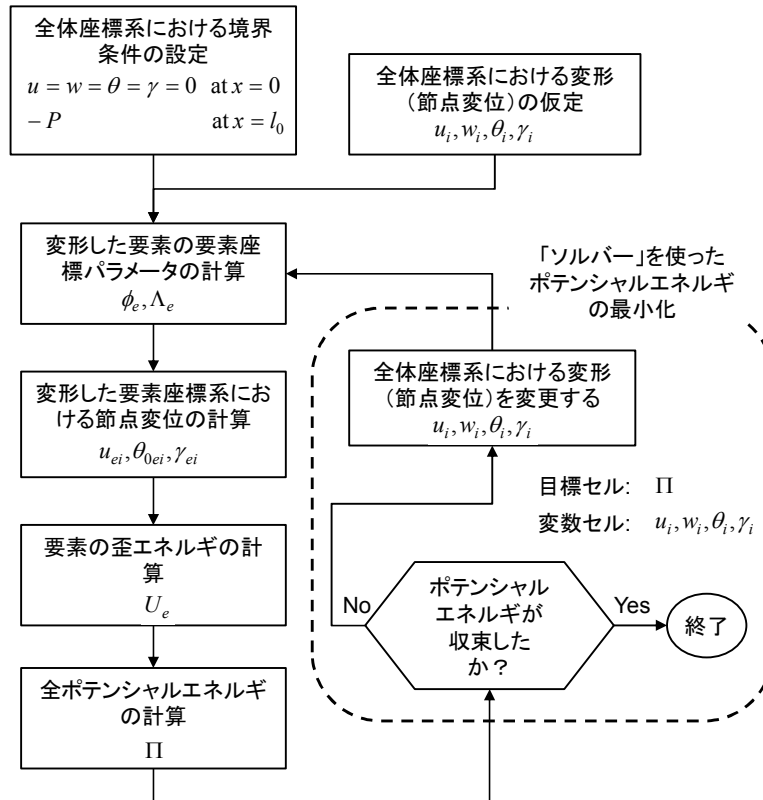 全体座標系における境界
条件の設定
u = w = θ = γ = 0 at x = 0
− P at x = l₀
全体座標系における変形
(節点変位)の仮定
uᵢ, wᵢ, θᵢ, γᵢ
変形した要素の要素座
標パラメータの計算
ϕₑ, Λₑ
変形した要素座標系にお
ける節点変位の計算
uₑᵢ, θ₀ₑᵢ, γₑᵢ
要素の歪エネルギの計
算
Uₑ
全ポテンシャルエネルギ
の計算
Π
「ソルバー」を使った
ポテンシャルエネルギ
の最小化
全体座標系における変形
(節点変位)を変更する
uᵢ, wᵢ, θᵢ, γᵢ
目標セル: Π
変数セル: uᵢ, wᵢ, θᵢ, γᵢ
No
ポテンシャル
エネルギが
収束した
か？
Yes
終了